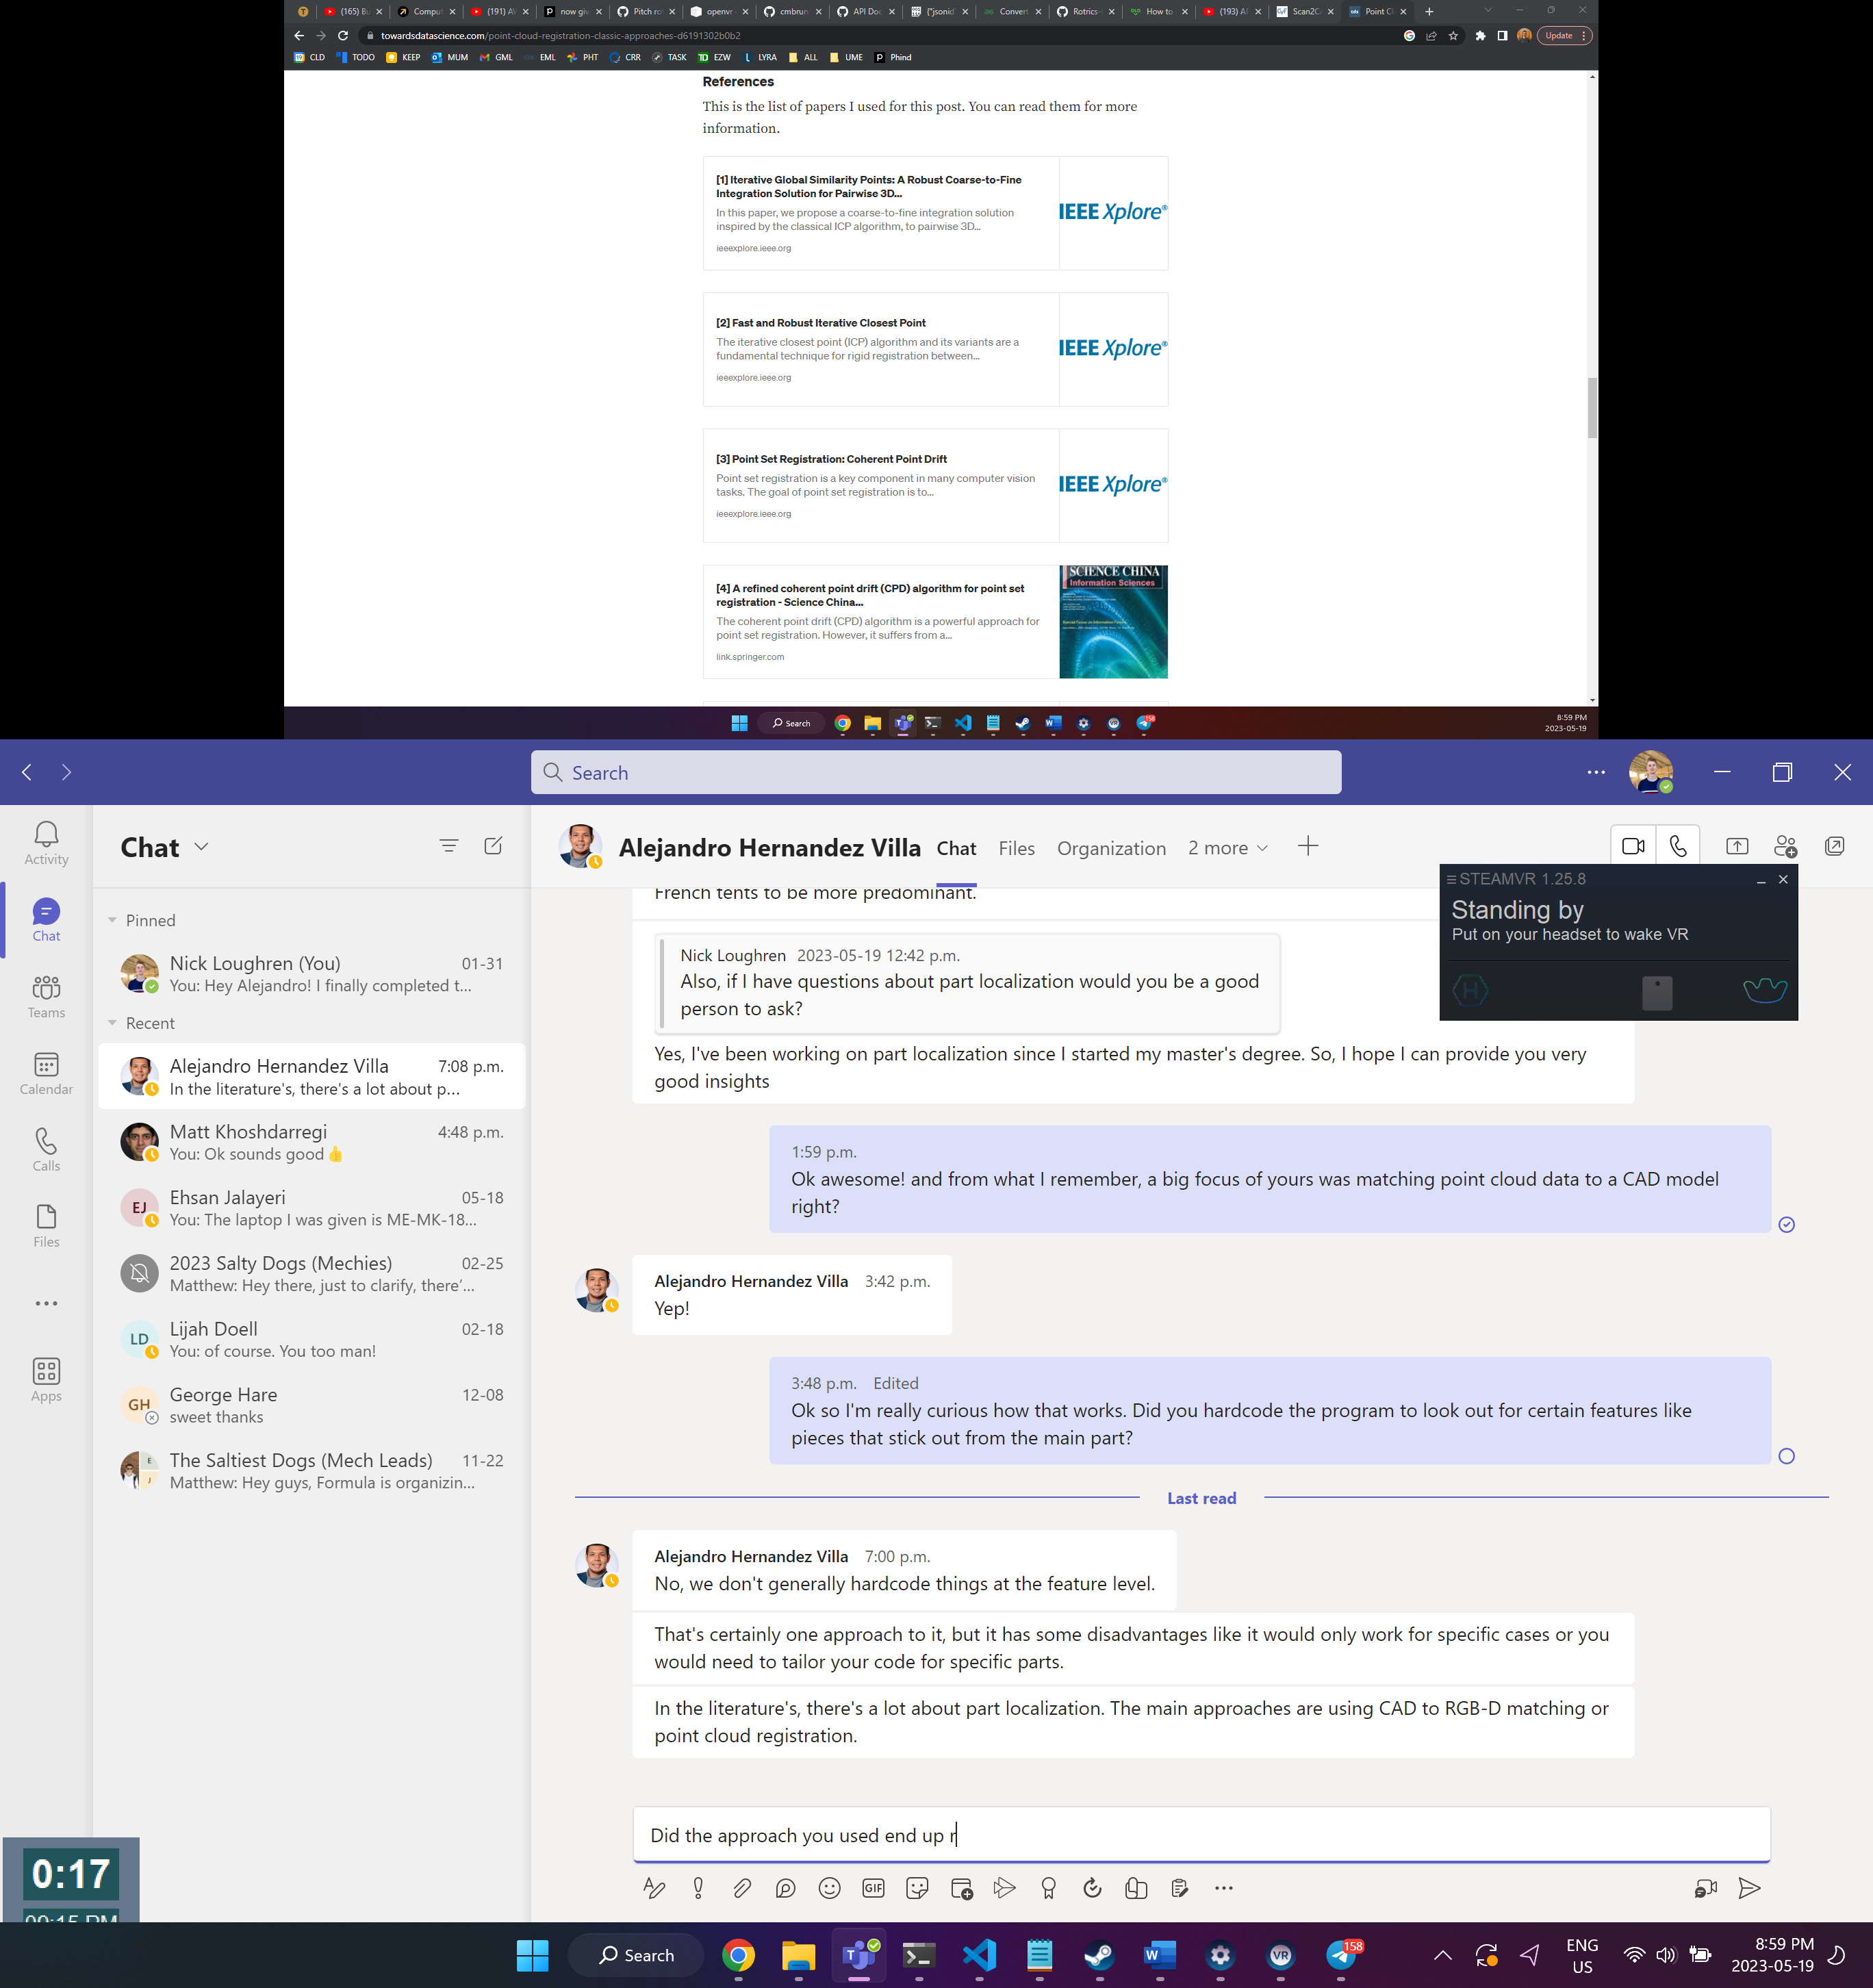 (165) B
Comput
(191) A
now giv
Pitch ro
openvr
cmbrun
API Doc
("jsonid
Convert
Rotrics-
How to
(193) A
Scan2C
Point Cl
towardsdatascience.com/point-cloud-registration-classic-approaches-d6191302b0b2
Update
CLD TODO KEEP MUM GML EML PHT CRR TASK EZW LYRA ALL UME Phind
References
This is the list of papers I used for this post. You can read them for more
information.
[1] Iterative Global Similarity Points: A Robust Coarse-to-Fine
Integration Solution for Pairwise 3D...
In this paper, we propose a coarse-to-fine integration solution
inspired by the classical ICP algorithm, to pairwise 3D...
ieeexplore.ieee.org
IEEE Xplore®
[2] Fast and Robust Iterative Closest Point
The iterative closest point (ICP) algorithm and its variants are a
fundamental technique for rigid registration between...
ieeexplore.ieee.org
IEEE Xplore®
[3] Point Set Registration: Coherent Point Drift
Point set registration is a key component in many computer vision
tasks. The goal of point set registration is to...
ieeexplore.ieee.org
IEEE Xplore®
[4] A refined coherent point drift (CPD) algorithm for point set
registration - Science China...
The coherent point drift (CPD) algorithm is a powerful approach for
point set registration. However, it suffers from a...
link.springer.com
SCIENCE CHINA
Information Sciences
Search
158
8:59 PM
2023-05-19
Search
Activity
Chat
Teams
Calendar
Calls
Files
Apps
Chat
Pinned
Nick Loughren (You) 01-31
You: Hey Alejandro! I finally completed t...
Recent
Alejandro Hernandez Villa 7:08 p.m.
In the literature's, there's a lot about p...
Matt Khoshdarregi 4:48 p.m.
You: Ok sounds good👍
EJ
Ehsan Jalayeri 05-18
You: The laptop I was given is ME-MK-18...
2023 Salty Dogs (Mechies) 02-25
Matthew: Hey there, just to clarify, there'...
LD
Lijah Doell 02-18
You: of course. You too man!
GH
George Hare 12-08
sweet thanks
E
J
The Saltiest Dogs (Mech Leads) 11-22
Matthew: Hey guys, Formula is organizin...
Alejandro Hernandez Villa Chat Files Organization 2 more
French tents to be more predominant.
Nick Loughren 2023-05-19 12:42 p.m.
Also, if I have questions about part localization would you be a good
person to ask?
Yes, I've been working on part localization since I started my master's degree. So, I hope I can provide you very
good insights
STEAMVR 1.25.8
Standing by
Put on your headset to wake VR
1:59 p.m.
Ok awesome! and from what I remember, a big focus of yours was matching point cloud data to a CAD model
right?
Alejandro Hernandez Villa 3:42 p.m.
Yep!
3:48 p.m. Edited
Ok so I'm really curious how that works. Did you hardcode the program to look out for certain features like
pieces that stick out from the main part?
Last read
Alejandro Hernandez Villa 7:00 p.m.
No, we don't generally hardcode things at the feature level.
That's certainly one approach to it, but it has some disadvantages like it would only work for specific cases or you
would need to tailor your code for specific parts.
In the literature's, there's a lot about part localization. The main approaches are using CAD to RGB-D matching or
point cloud registration.
Did the approach you used end up r
GIF
0:17
Search
VR
158
ENG
US
8:59 PM
2023-05-19